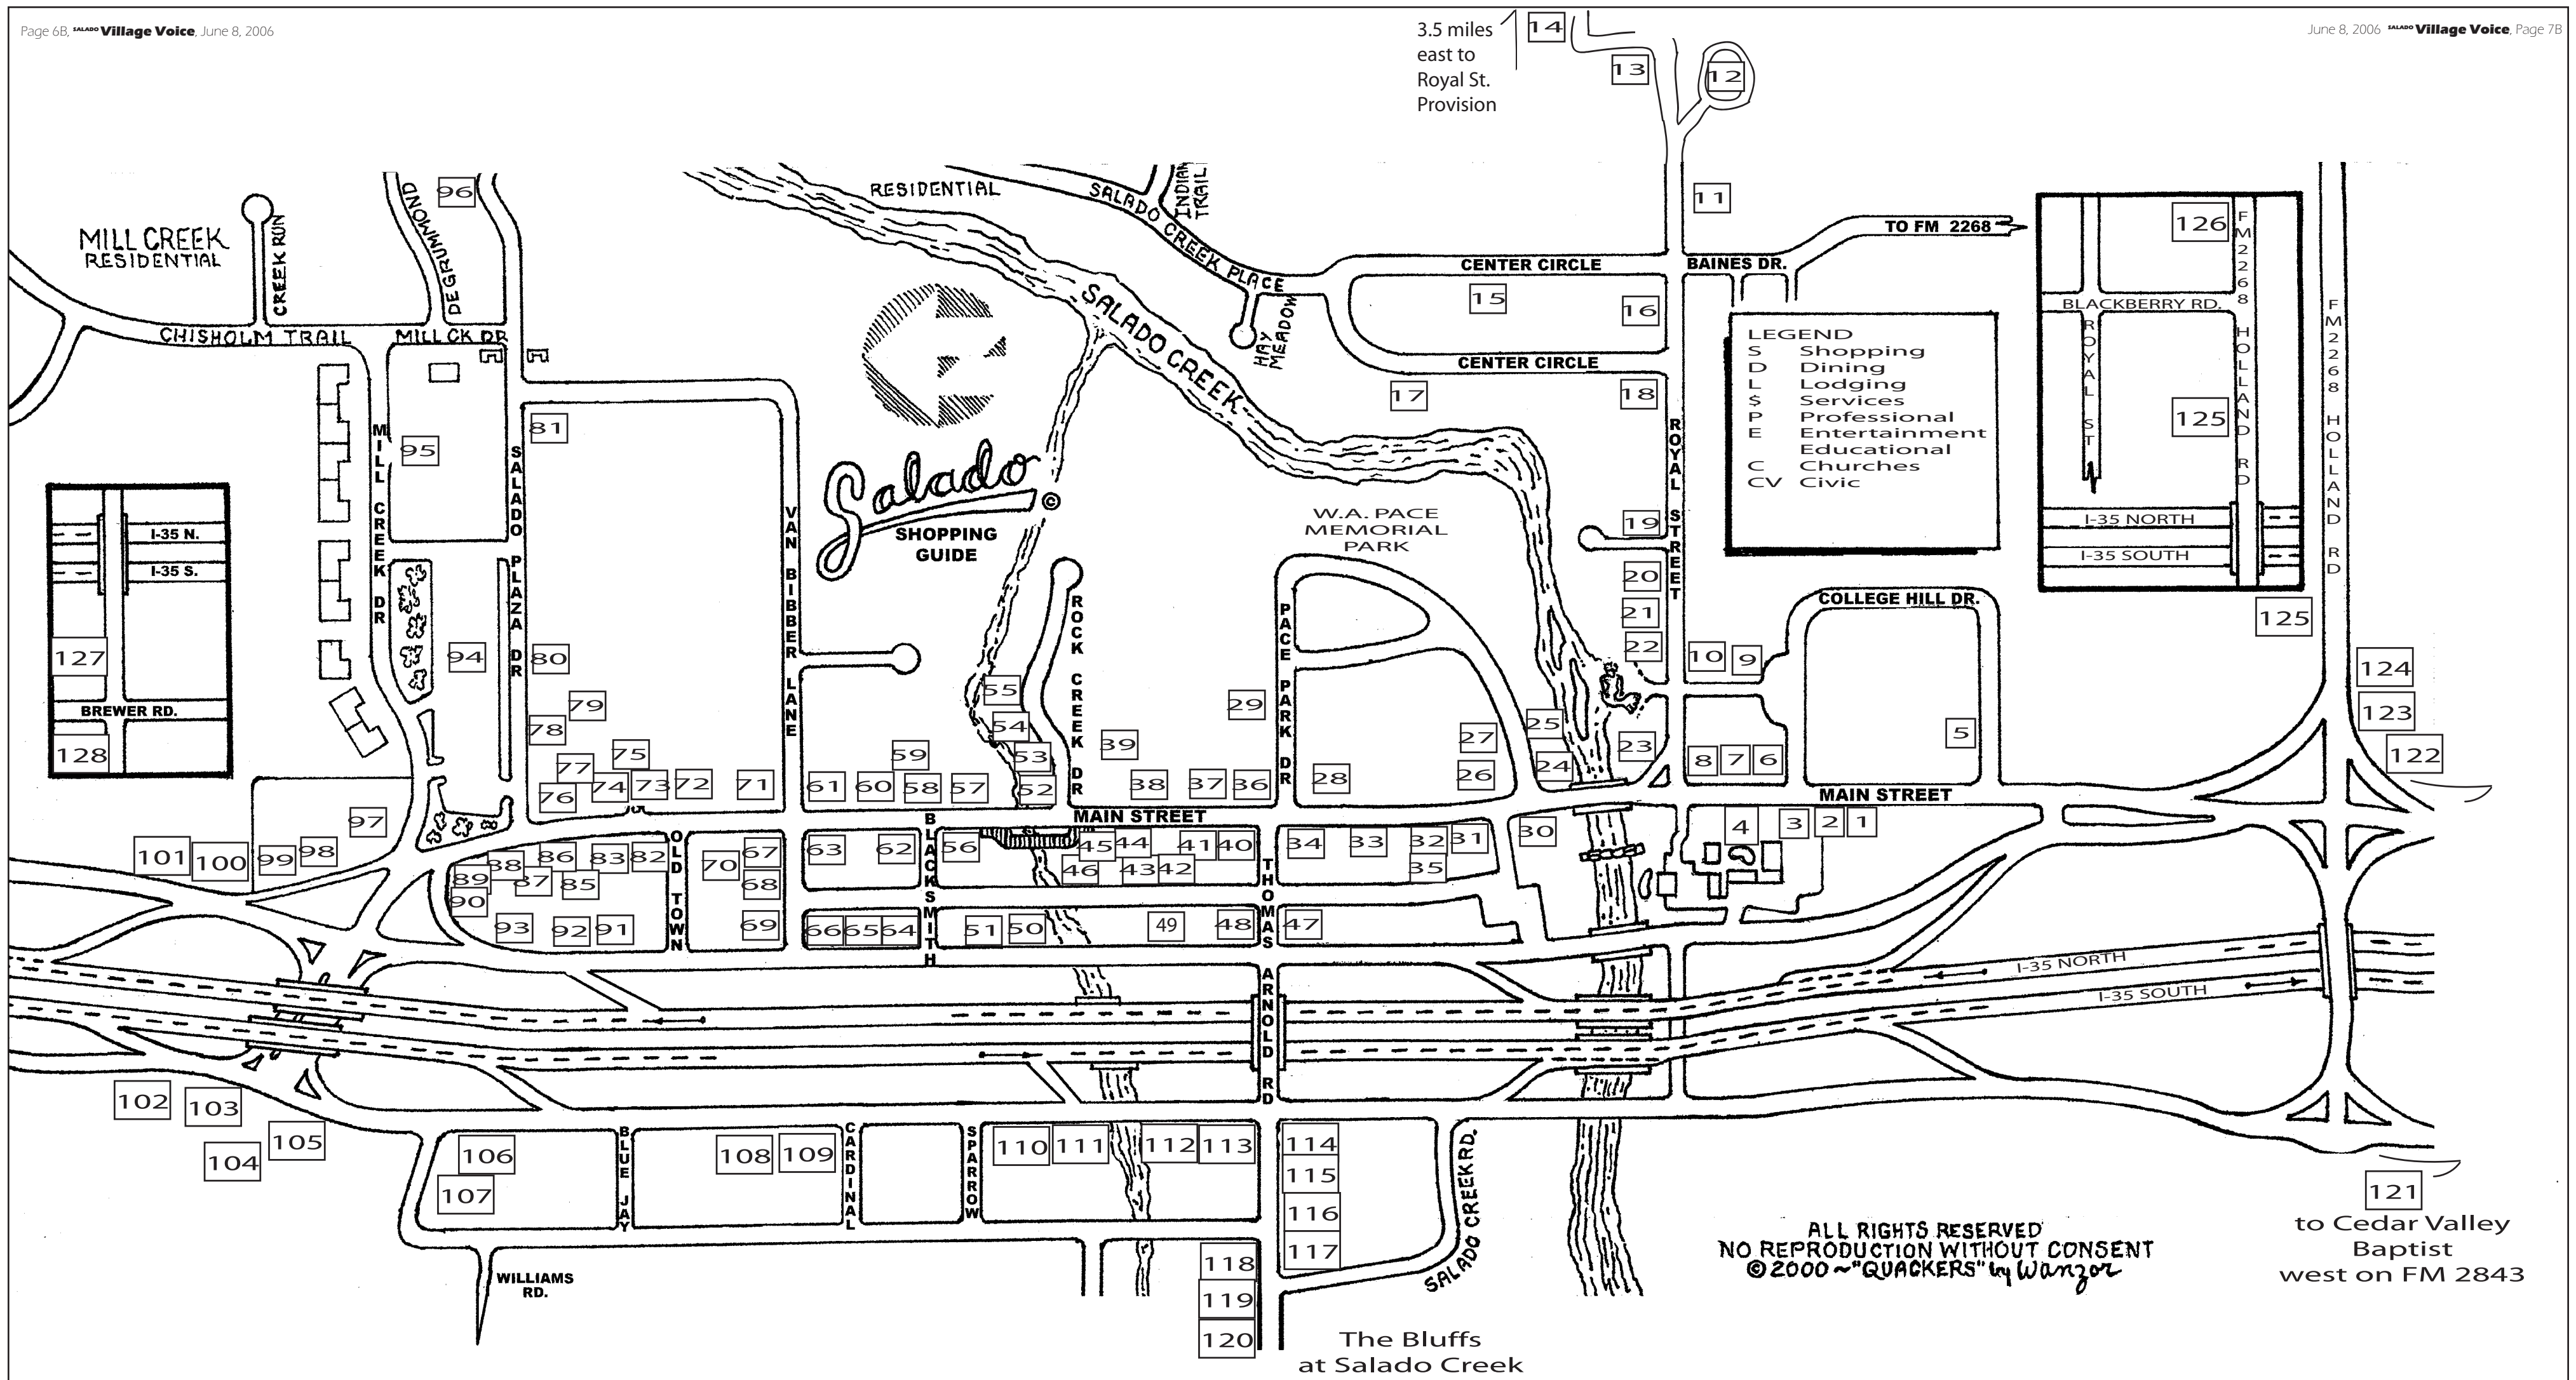 Page 6B, SALADO Village Voice, June 8, 2006
June 8, 2006 SALADO Village Voice, Page 7B
3.5 miles
east to
Royal St.
Provision
14
13
12
11
MILL CREEK
RESIDENTIAL
CREEK RUN
DEGRUMMOND
96
RESIDENTIAL
SALADO CREEK PLACE
INDIAN
TRAIL
HAY
MEADOW
CHISHOLM TRAIL
MILL CK DR
SALADO CREEK
CENTER CIRCLE
BAINES DR.
TO FM 2268
15
16
CENTER CIRCLE
17
18
LEGEND
S Shopping
D Dining
L Lodging
$ Services
P Professional
E Entertainment
Educational
C Churches
CV Civic
126
FM2268 HOLLAND RD
BLACKBERRY RD.
ROYAL ST
125
I-35 NORTH
I-35 SOUTH
FM2268 HOLLAND RD
125
124
123
122
MILL CREEK DR
95
81
SALADO PLAZA DR
VAN BIBBER LANE
Salado ©
SHOPPING
GUIDE
W.A. PACE
MEMORIAL
PARK
ROYAL STREET
19
20
21
22
COLLEGE HILL DR.
I-35 N.
I-35 S.
127
BREWER RD.
128
94
80
79
78
77
75
76
74
73
72
71
61
60
59
58
57
55
54
53
52
ROCK CREEK DR
39
38
37
36
29
PACE PARK DR
28
27
26
25
24
23
10
9
8
7
6
5
MAIN STREET
MAIN STREET
97
101
100
99
98
88
86
83
82
89
87
85
90
93
92
91
OLD TOWN
70
67
68
69
63
62
66
65
64
BLACKSMITH
56
45
44
41
40
46
43
42
51
50
49
48
THOMAS ARNOLD RD
34
33
32
31
35
47
30
4
3
2
1
I-35 NORTH
I-35 SOUTH
102
103
104
105
106
107
BLUE JAY
108
109
CARDINAL
SPARROW
110
111
112
113
114
115
116
117
SALADO CREEK RD.
118
119
120
WILLIAMS
RD.
The Bluffs
at Salado Creek
ALL RIGHTS RESERVED
NO REPRODUCTION WITHOUT CONSENT
© 2000 ~ "QUACKERS" by Wanzor
121
to Cedar Valley
Baptist
west on FM 2843